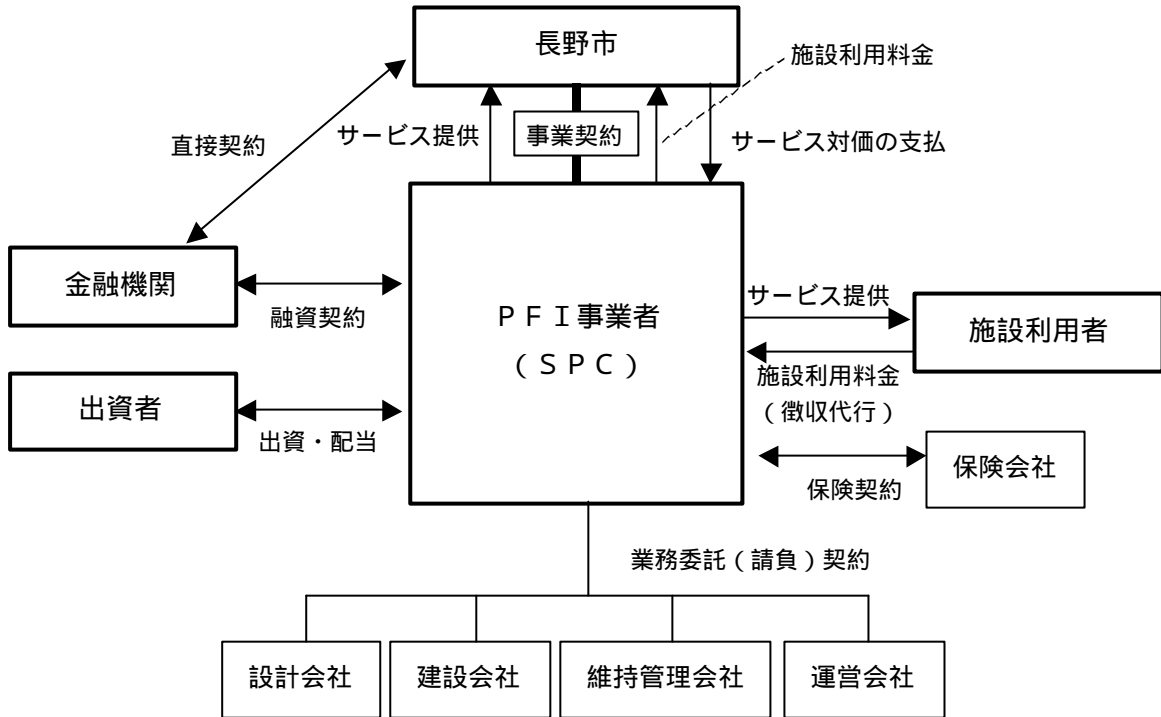 長野市
施設利用料金
サービス提供
事業契約
サービス対価の支払
直接契約
金融機関
融資契約
ＰＦＩ事業者
（ＳＰＣ）
サービス提供
施設利用者
施設利用料金
（徴収代行）
出資者
出資・配当
保険会社
保険契約
業務委託（請負）契約
設計会社
建設会社
維持管理会社
運営会社